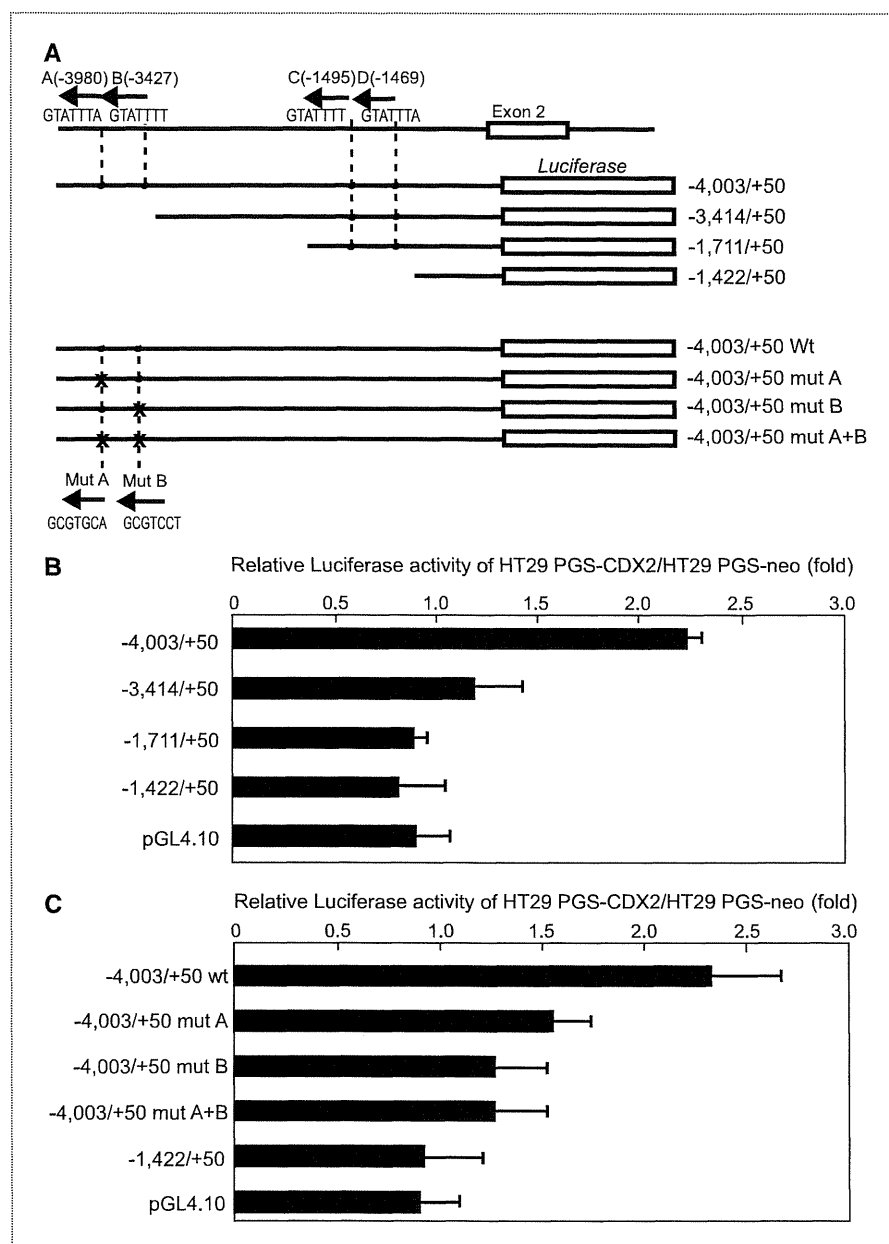 A
A(-3980) B(-3427) C(-1495) D(-1469)
GTATTTA GTATTTT GTATTTT GTATTTA
Exon 2
Luciferase
-4,003/+50
-3,414/+50
-1,711/+50
-1,422/+50
-4,003/+50 Wt
-4,003/+50 mut A
-4,003/+50 mut B
-4,003/+50 mut A+B
Mut A Mut B
GCGTGCA GCGTCCT
B
Relative Luciferase activity of HT29 PGS-CDX2/HT29 PGS-neo (fold)
0 0.5 1.0 1.5 2.0 2.5 3.0
-4,003/+50
-3,414/+50
-1,711/+50
-1,422/+50
pGL4.10
C
Relative Luciferase activity of HT29 PGS-CDX2/HT29 PGS-neo (fold)
0 0.5 1.0 1.5 2.0 2.5 3.0
-4,003/+50 wt
-4,003/+50 mut A
-4,003/+50 mut B
-4,003/+50 mut A+B
-1,422/+50
pGL4.10